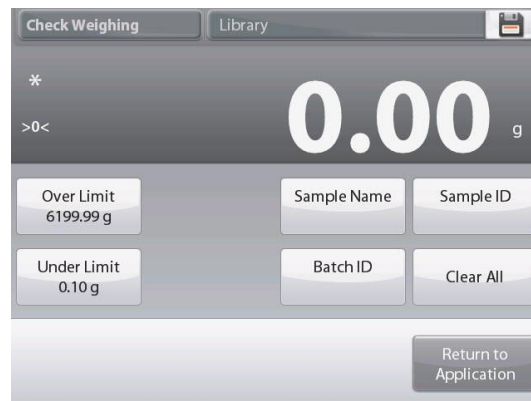 Check Weighing
Library
*
>0<
0.00 g
Over Limit
6199.99 g
Sample Name
Sample ID
Under Limit
0.10 g
Batch ID
Clear All
Return to
Application